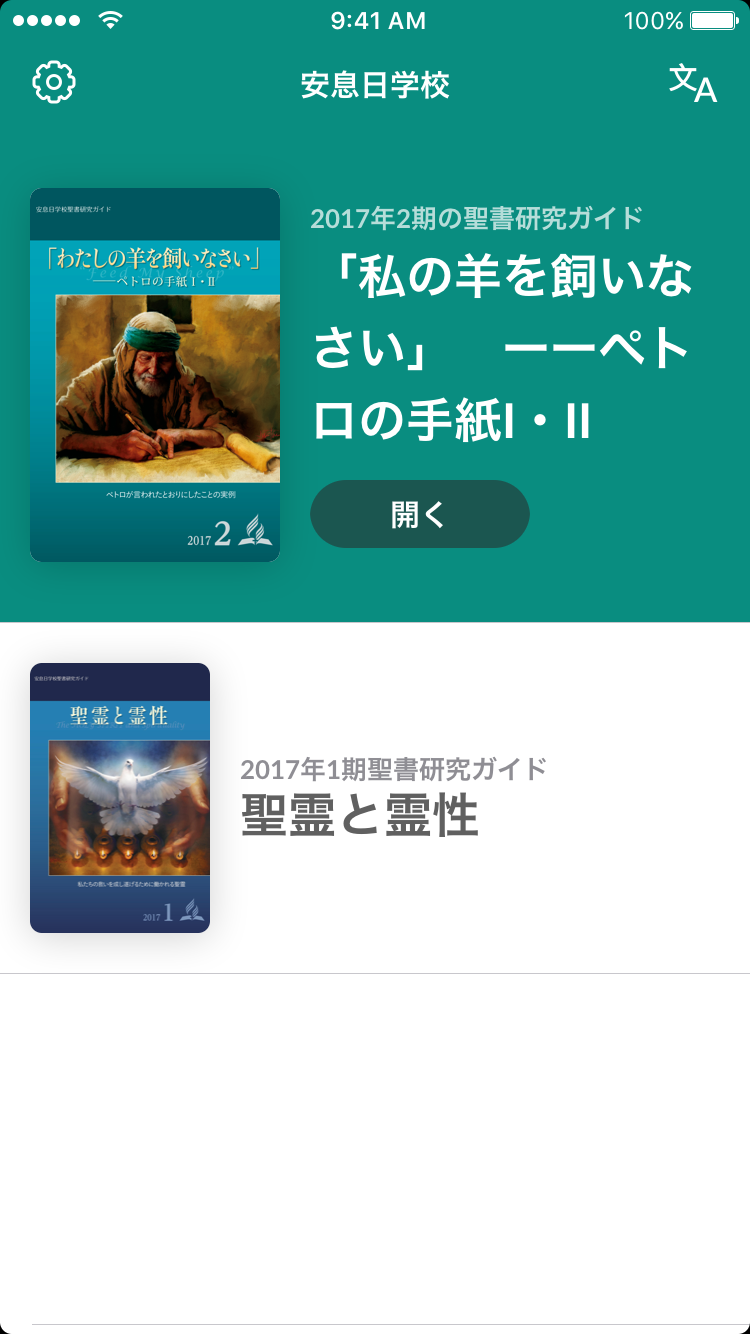 9:41 AM
100%
安息日学校
文A
安息日学校聖書研究ガイド
「わたしの羊を飼いなさい」
Feed My Sheep
——ペトロの手紙 I・II
ペトロが言われたとおりにしたことの実例
2017 2
2017年2期の聖書研究ガイド
「私の羊を飼いな
さい」　ーーペト
ロの手紙I・II
開く
安息日学校聖書研究ガイド
聖霊と霊性
私たちの救いを成し遂げるために働かれる聖霊
2017 1
2017年1期聖書研究ガイド
聖霊と霊性